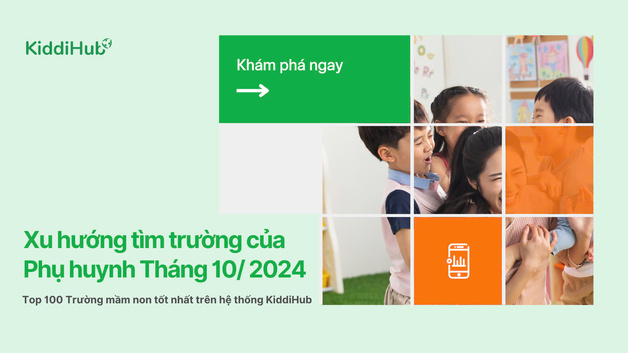 KiddiHub
Khám phá ngay
Xu hướng tìm trường của
Phụ huynh Tháng 10/ 2024
Top 100 Trường mầm non tốt nhất trên hệ thống KiddiHub